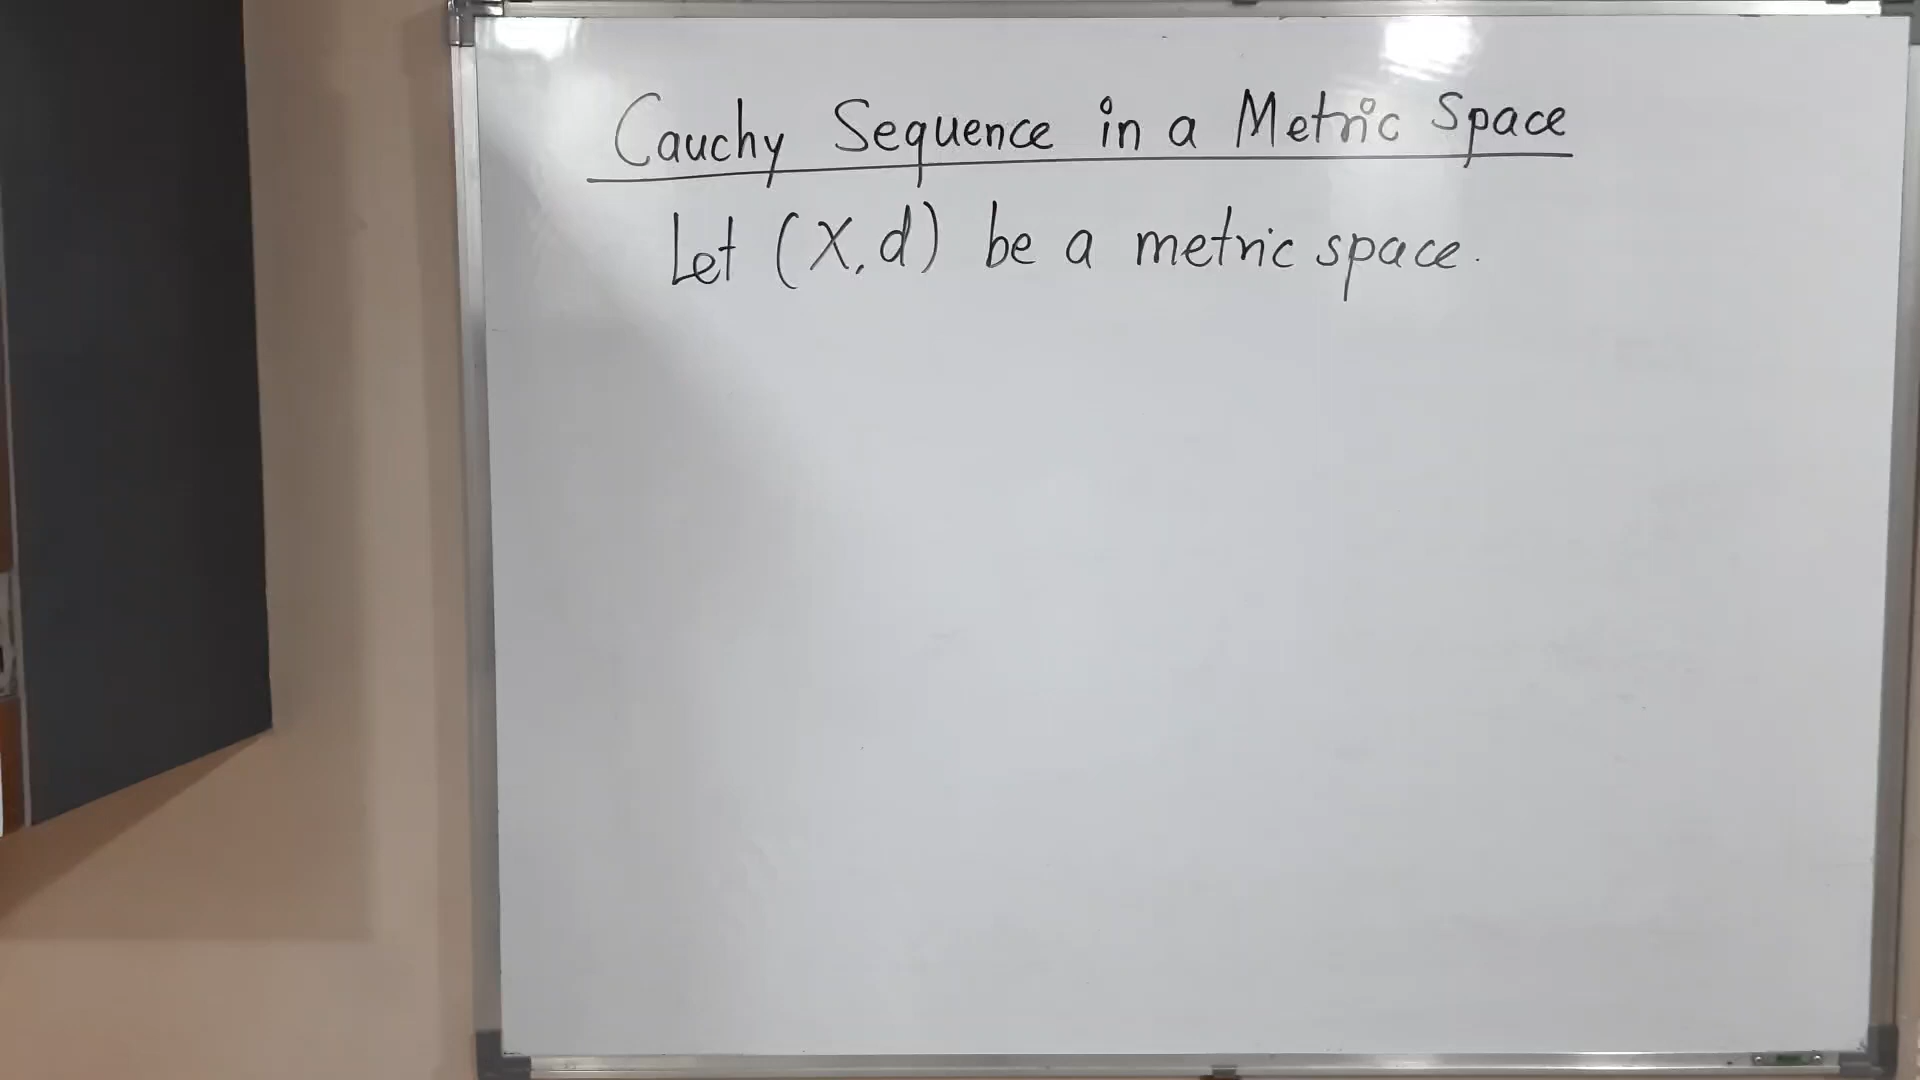 Cauchy Sequence in a Metric Space
Let (X,d) be a metric space.